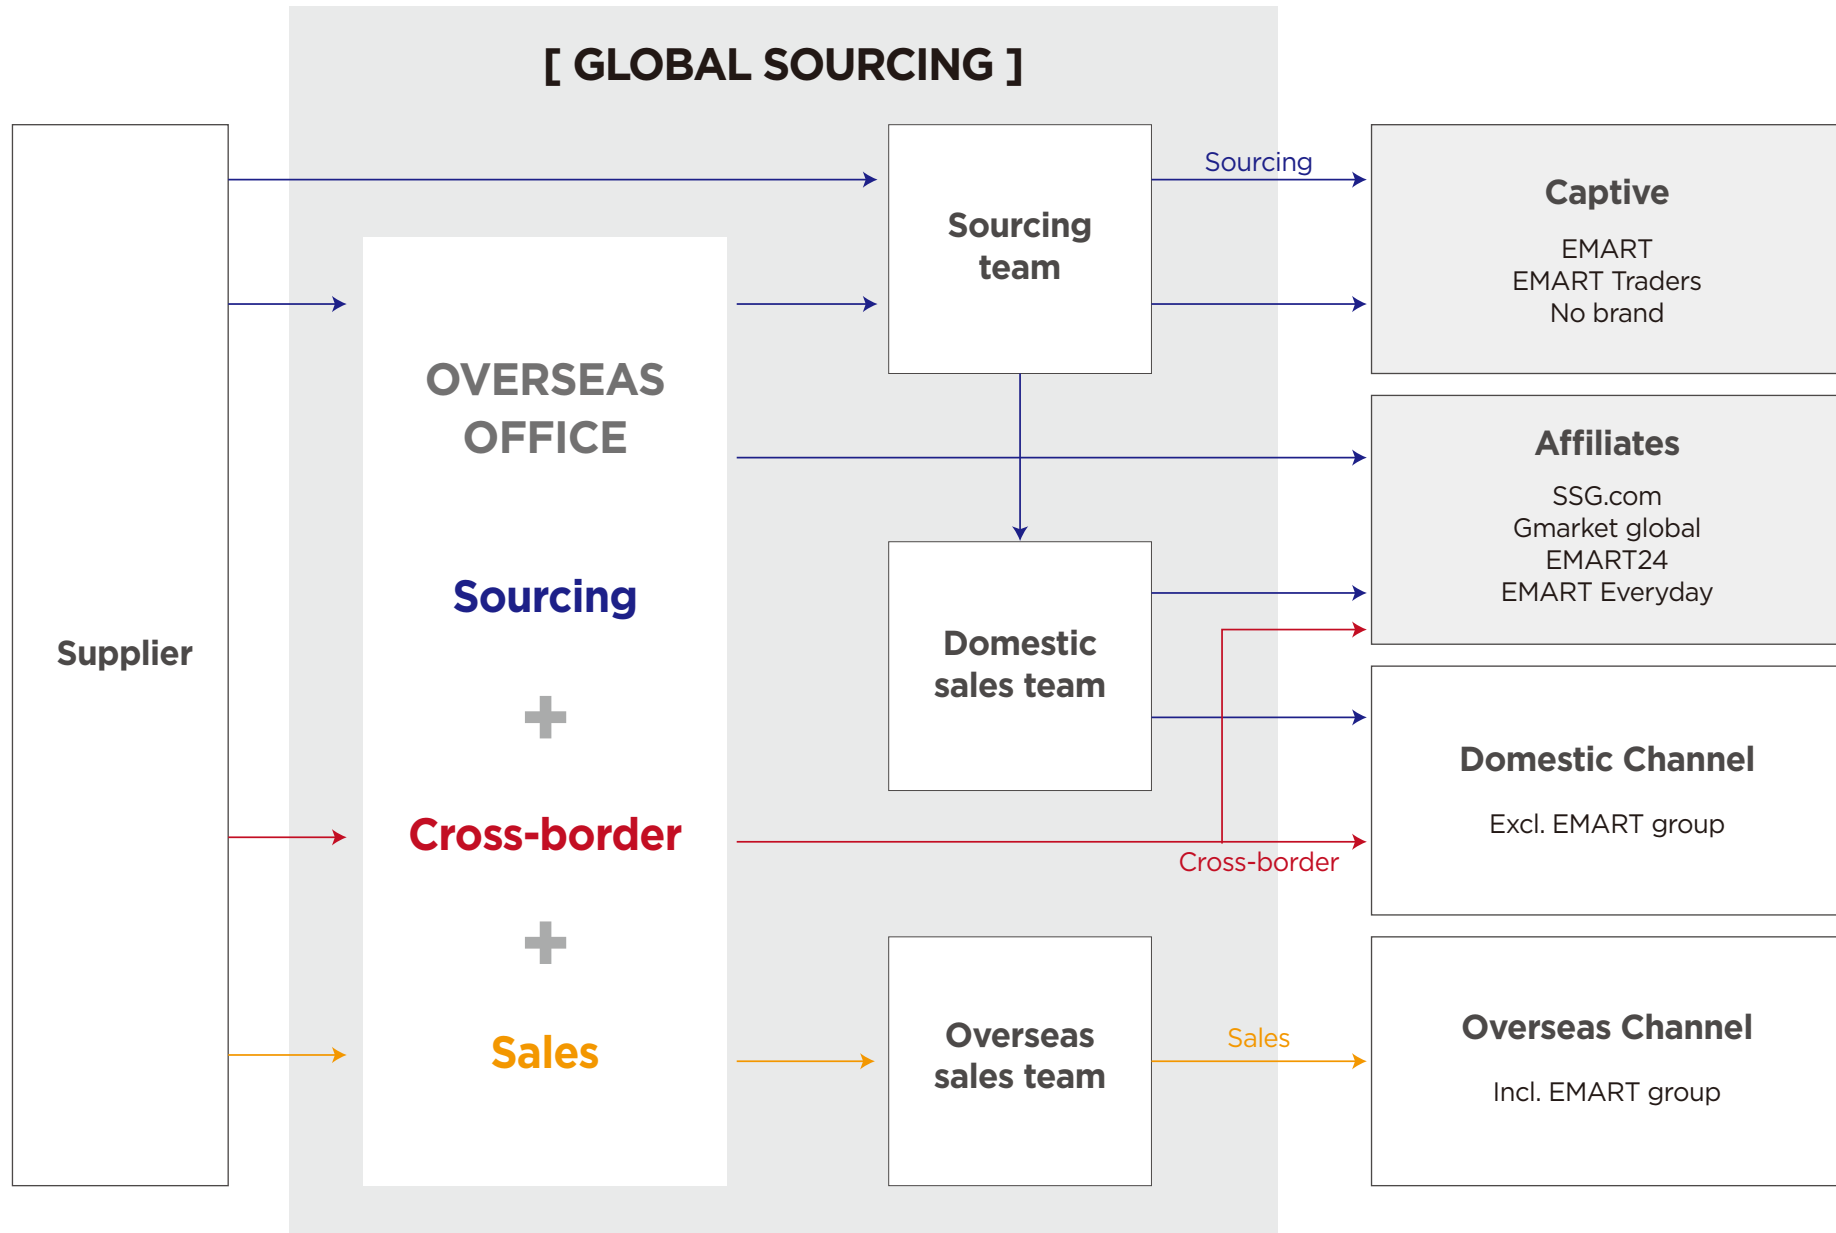 [ GLOBAL SOURCING ]
Supplier
OVERSEAS
OFFICE
Sourcing
+
Cross-border
+
Sales
Sourcing
team
Domestic
sales team
Overseas
sales team
Sourcing
Cross-border
Sales
Captive
EMART
EMART Traders
No brand
Affiliates
SSG.com
Gmarket global
EMART24
EMART Everyday
Domestic Channel
Excl. EMART group
Overseas Channel
Incl. EMART group